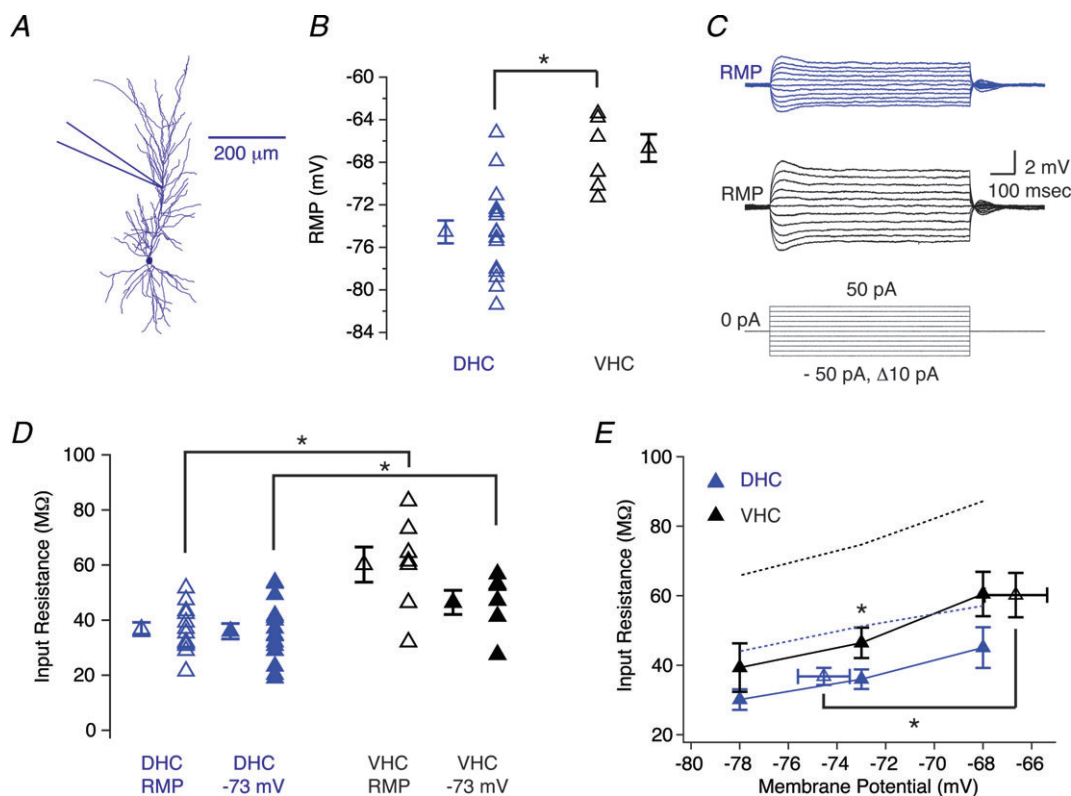 A
200 µm
B
*
RMP (mV)
-60
-64
-68
-72
-76
-80
-84
DHC
VHC
C
RMP
RMP
2 mV
100 msec
50 pA
0 pA
- 50 pA, Δ10 pA
D
*
*
Input Resistance (MΩ)
100
80
60
40
20
0
DHC
RMP
DHC
-73 mV
VHC
RMP
VHC
-73 mV
E
DHC
VHC
*
*
Input Resistance (MΩ)
100
80
60
40
20
-80 -78 -76 -74 -72 -70 -68 -66
Membrane Potential (mV)